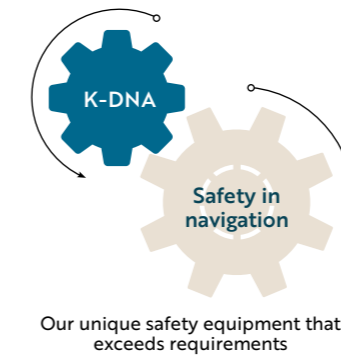 K-DNA
Safety in
navigation
Our unique safety equipment that
exceeds requirements